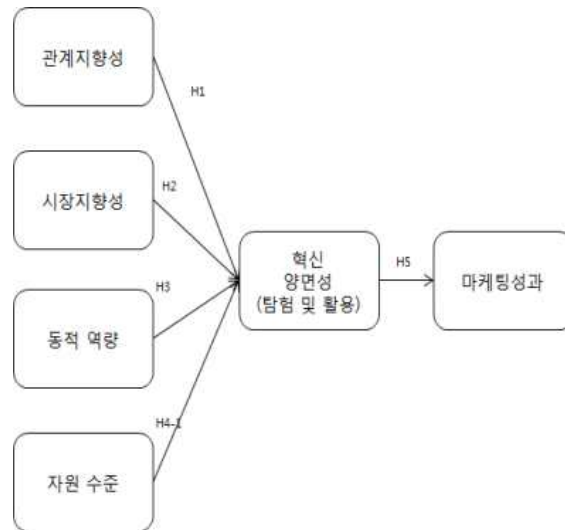 관계지향성
H1
시장지향성
H2
혁신
양면성
(탐험 및 활용)
H5
마케팅성과
H3
동적 역량
H4-1
자원 수준